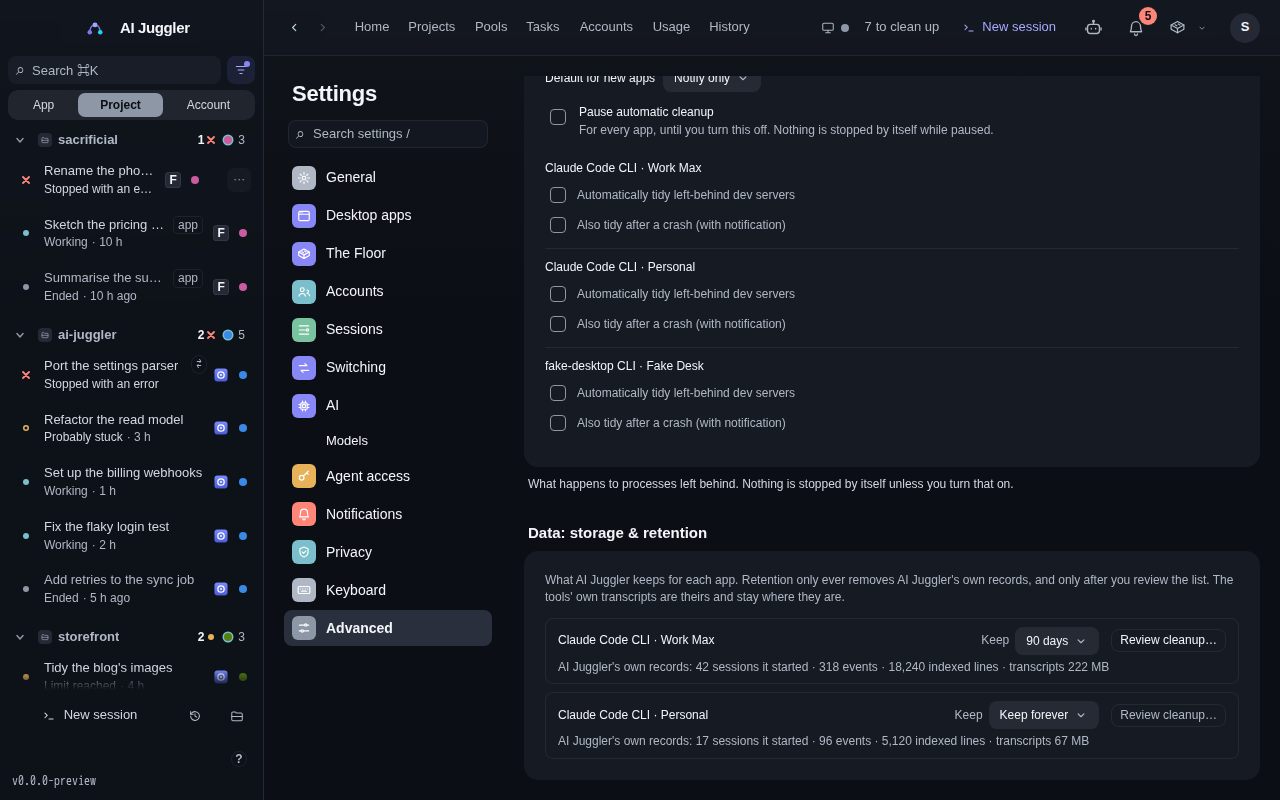 AI Juggler
Search ⌘K
App
Project
Account
sacrificial
1
3
Rename the pho…
Stopped with an e…
F
Sketch the pricing …
app
Working · 10 h
F
Summarise the su…
app
Ended · 10 h ago
F
ai-juggler
2
5
Port the settings parser
Stopped with an error
Refactor the read model
Probably stuck · 3 h
Set up the billing webhooks
Working · 1 h
Fix the flaky login test
Working · 2 h
Add retries to the sync job
Ended · 5 h ago
storefront
2
3
Tidy the blog's images
Limit reached · 4 h
New session
?
v0.0.0-preview
Home
Projects
Pools
Tasks
Accounts
Usage
History
7 to clean up
New session
5
S
Settings
Search settings /
General
Desktop apps
The Floor
Accounts
Sessions
Switching
AI
Models
Agent access
Notifications
Privacy
Keyboard
Advanced
Default for new apps
Notify only
Pause automatic cleanup
For every app, until you turn this off. Nothing is stopped by itself while paused.
Claude Code CLI · Work Max
Automatically tidy left-behind dev servers
Also tidy after a crash (with notification)
Claude Code CLI · Personal
Automatically tidy left-behind dev servers
Also tidy after a crash (with notification)
fake-desktop CLI · Fake Desk
Automatically tidy left-behind dev servers
Also tidy after a crash (with notification)
What happens to processes left behind. Nothing is stopped by itself unless you turn that on.
Data: storage & retention
What AI Juggler keeps for each app. Retention only ever removes AI Juggler's own records, and only after you review the list. The
tools' own transcripts are theirs and stay where they are.
Claude Code CLI · Work Max
Keep
90 days
Review cleanup…
AI Juggler's own records: 42 sessions it started · 318 events · 18,240 indexed lines · transcripts 222 MB
Claude Code CLI · Personal
Keep
Keep forever
Review cleanup…
AI Juggler's own records: 17 sessions it started · 96 events · 5,120 indexed lines · transcripts 67 MB